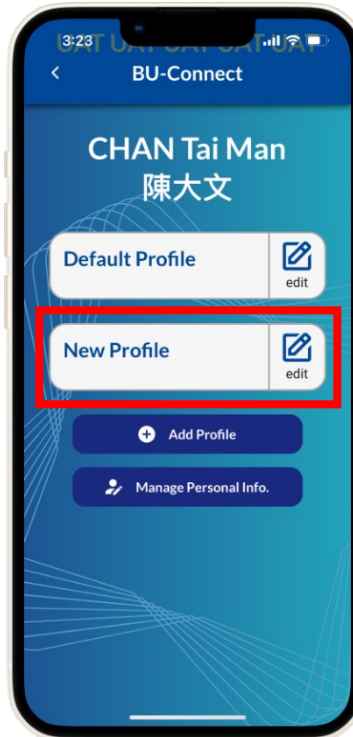 3:23
UAT UAT UAT UAT UAT
BU-Connect
CHAN Tai Man
陳大文
Default Profile
edit
New Profile
edit
Add Profile
Manage Personal Info.